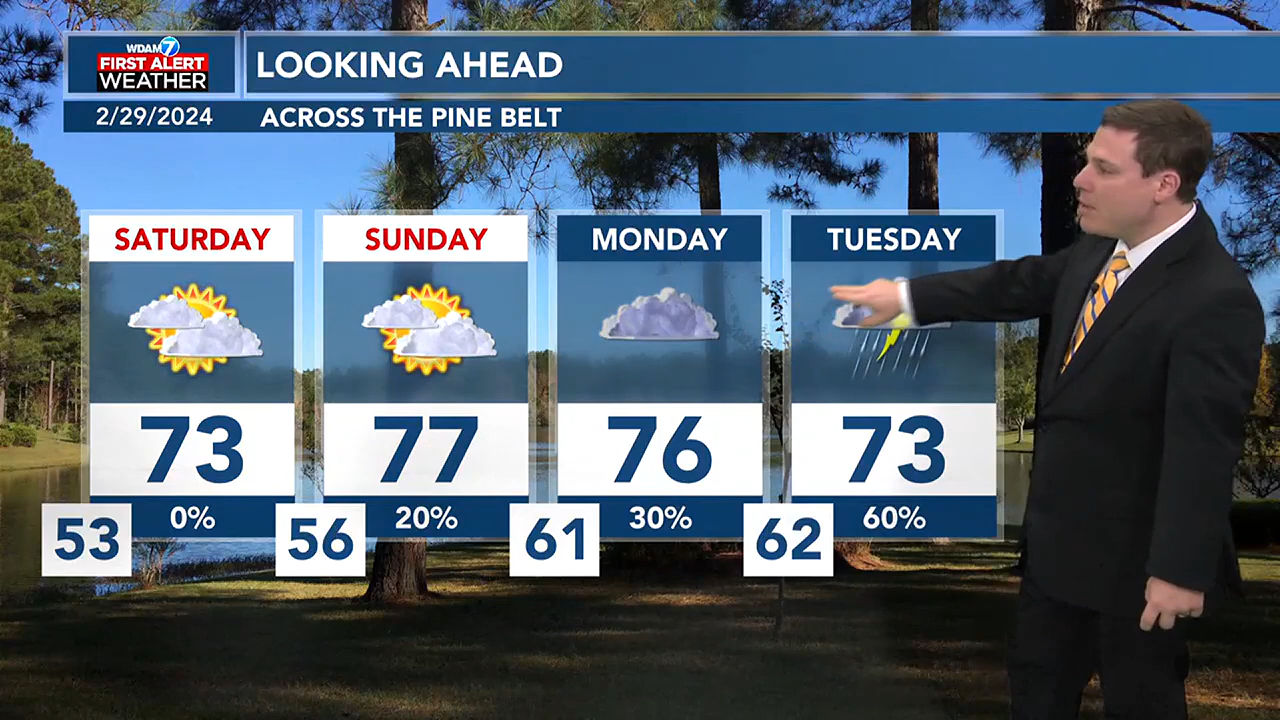 WDAM 7
FIRST ALERT
WEATHER
LOOKING AHEAD
2/29/2024
ACROSS THE PINE BELT
SATURDAY
SUNDAY
MONDAY
TUESDAY
73
77
76
73
53
0%
56
20%
61
30%
62
60%